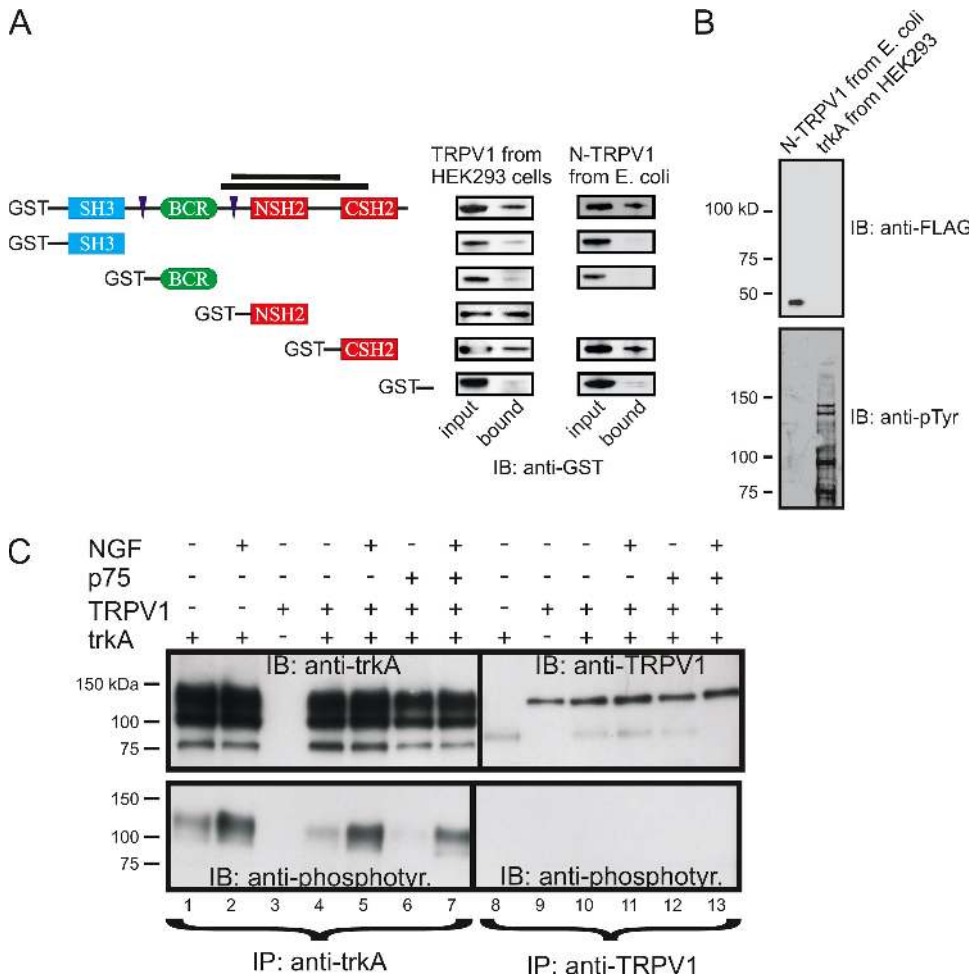 A
TRPV1 from HEK293 cells
N-TRPV1 from E. coli
GST SH3 BCR NSH2 CSH2
GST SH3
GST BCR
GST NSH2
GST CSH2
GST
input bound input bound
IB: anti-GST
B
N-TRPV1 from E. coli
trkA from HEK293
100 kD
75
50
IB: anti-FLAG
150
100
75
IB: anti-pTyr
C
NGF - + - - + - + - - - + - +
p75 - - - - - + + - - - - + +
TRPV1 - - + + + + + - + + + + +
trkA + + - + + + + + - + + + +
IB: anti-trkA IB: anti-TRPV1
150 kDa
100
75
150
100
75
IB: anti-phosphotyr. IB: anti-phosphotyr.
1 2 3 4 5 6 7 8 9 10 11 12 13
IP: anti-trkA IP: anti-TRPV1